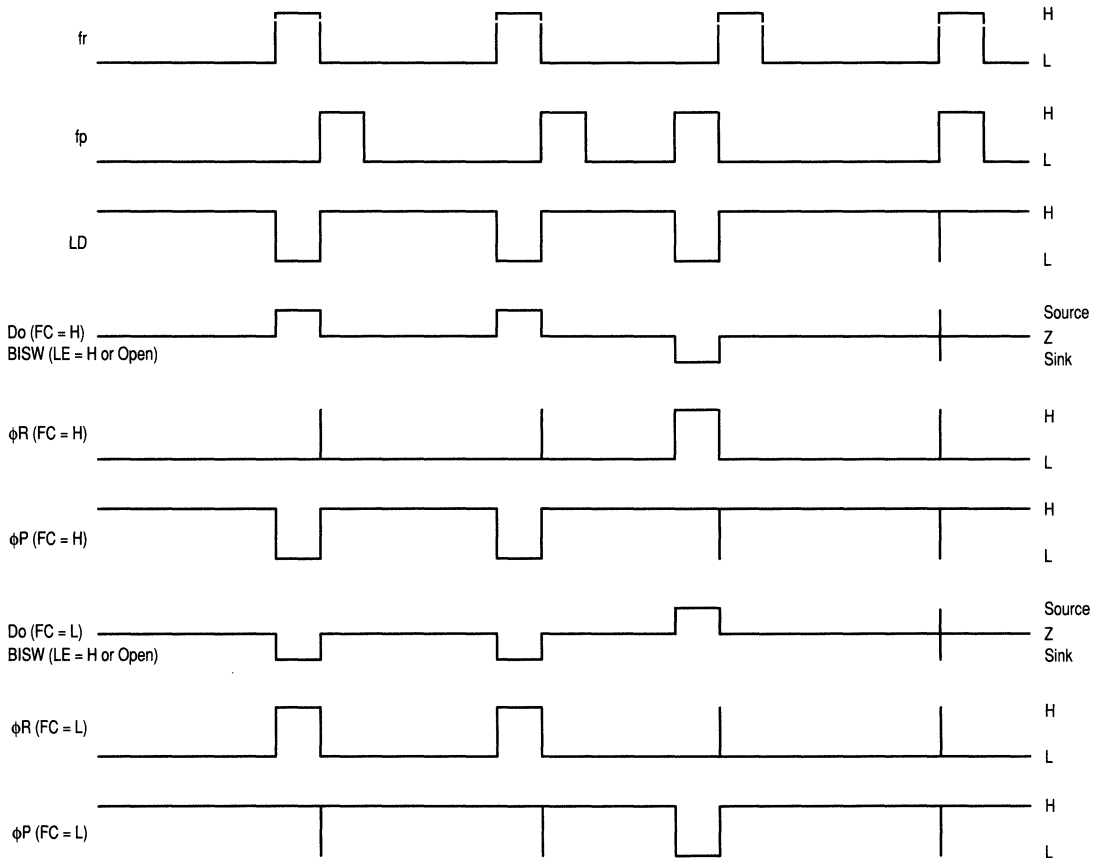 fr
H
L
fp
H
L
LD
H
L
Do (FC = H)
BISW (LE = H or Open)
Source
Z
Sink
ϕR (FC = H)
H
L
ϕP (FC = H)
H
L
Do (FC = L)
BISW (LE = H or Open)
Source
Z
Sink
ϕR (FC = L)
H
L
ϕP (FC = L)
H
L